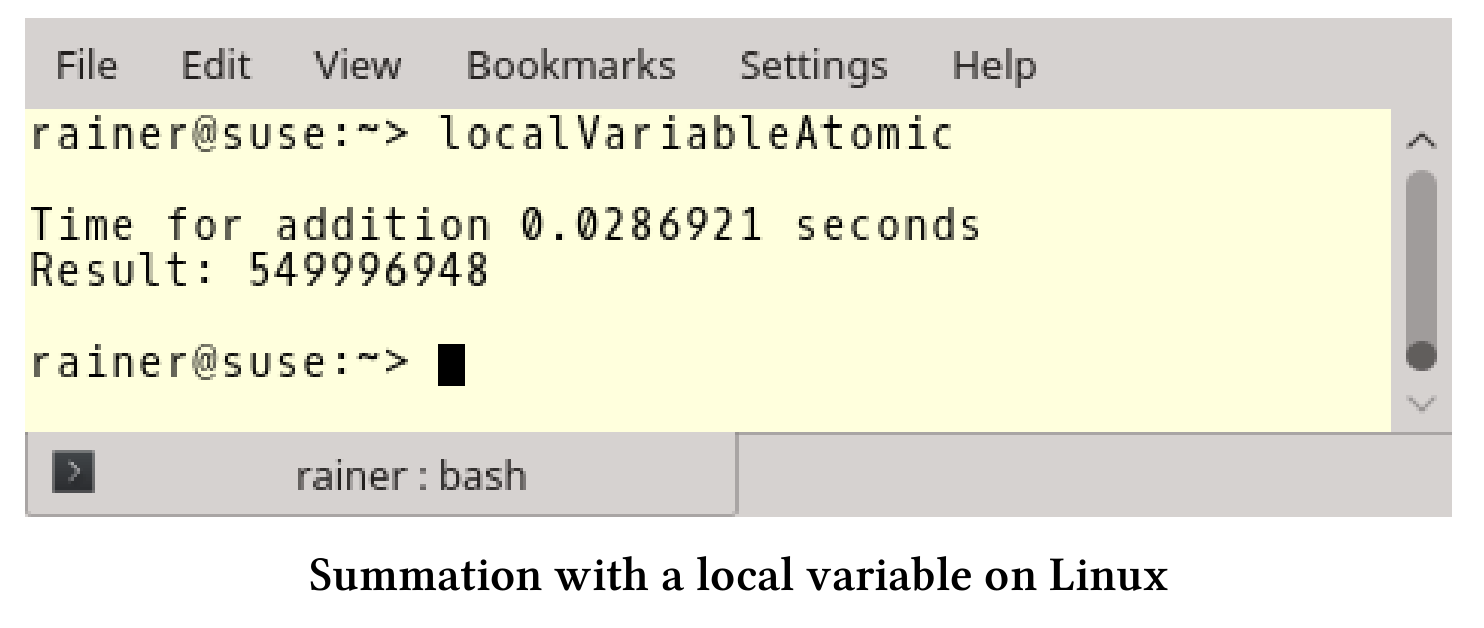 File Edit View Bookmarks Settings Help
rainer@suse:~> localVariableAtomic
Time for addition 0.0286921 seconds
Result: 549996948
rainer@suse:~>
rainer : bash
Summation with a local variable on Linux